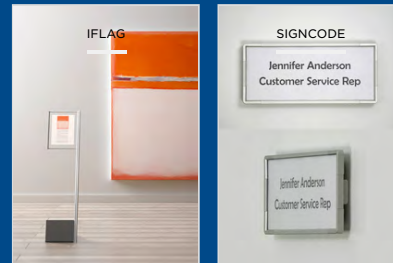 IFLAG
SIGNCODE
Jennifer Anderson
Customer Service Rep
Jennifer Anderson
Customer Service Rep